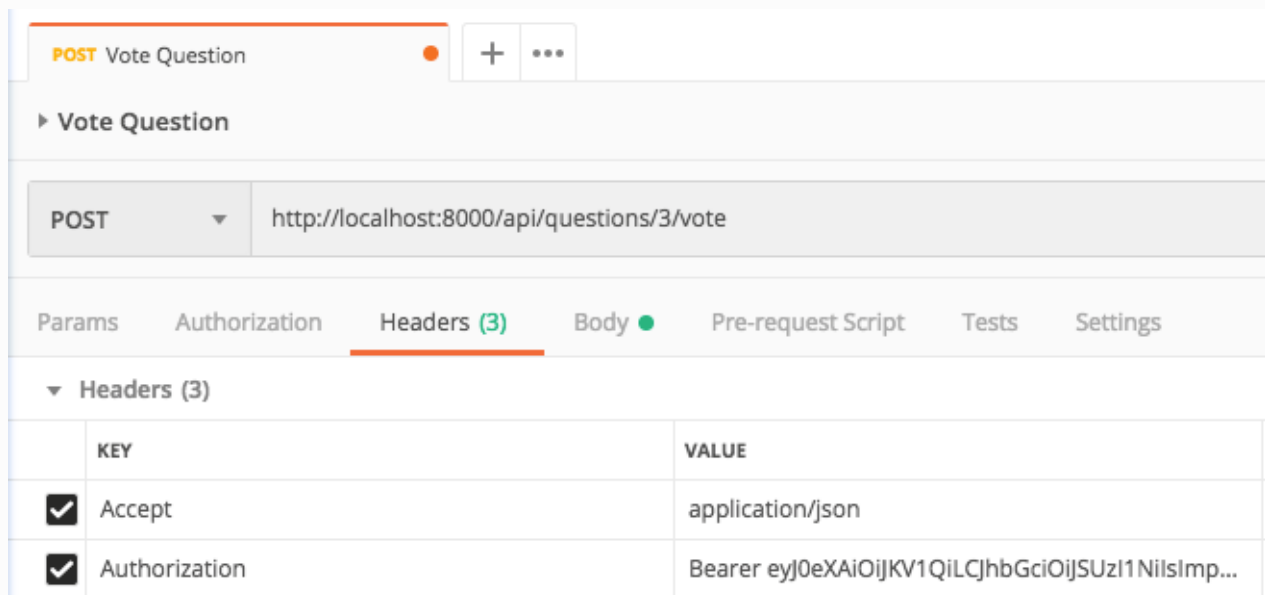 POST Vote Question
Vote Question
POST http://localhost:8000/api/questions/3/vote
Params Authorization Headers (3) Body Pre-request Script Tests Settings
Headers (3)
KEY VALUE
Accept application/json
Authorization Bearer eyJ0eXAiOiJKV1QiLCJhbGciOiJSUzI1NiIsImp...